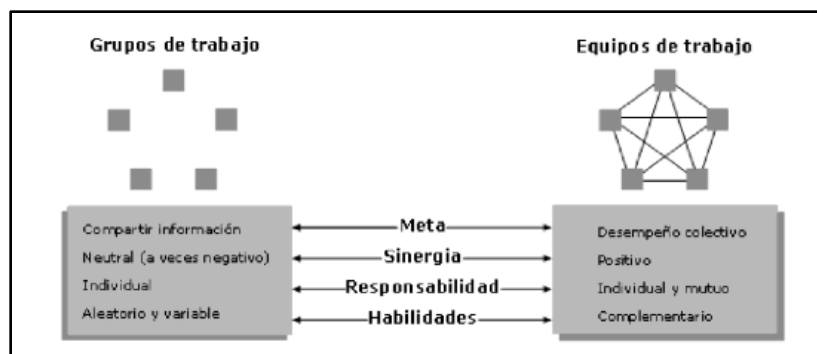 Grupos de trabajo
Equipos de trabajo
Compartir información
Neutral (a veces negativo)
Individual
Aleatorio y variable
Meta
Sinergia
Responsabilidad
Habilidades
Desempeño colectivo
Positivo
Individual y mutuo
Complementario